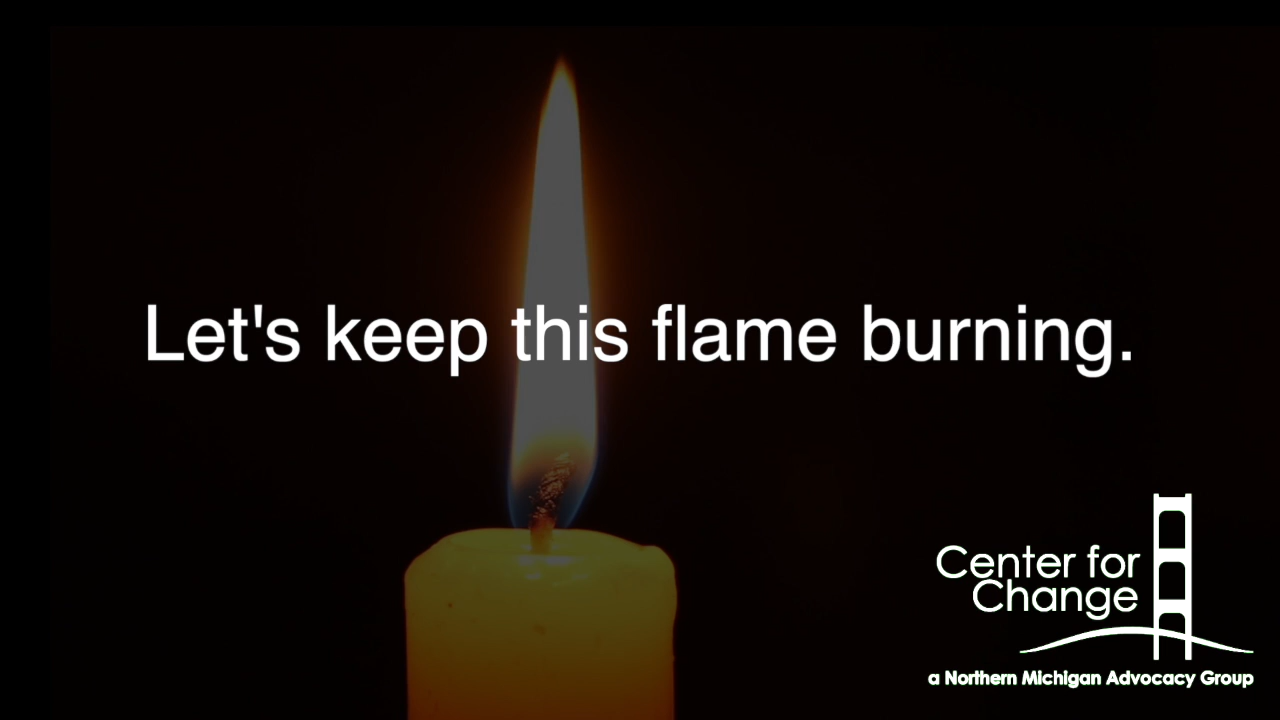 Let's keep this flame burning.
Center for
Change
a Northern Michigan Advocacy Group